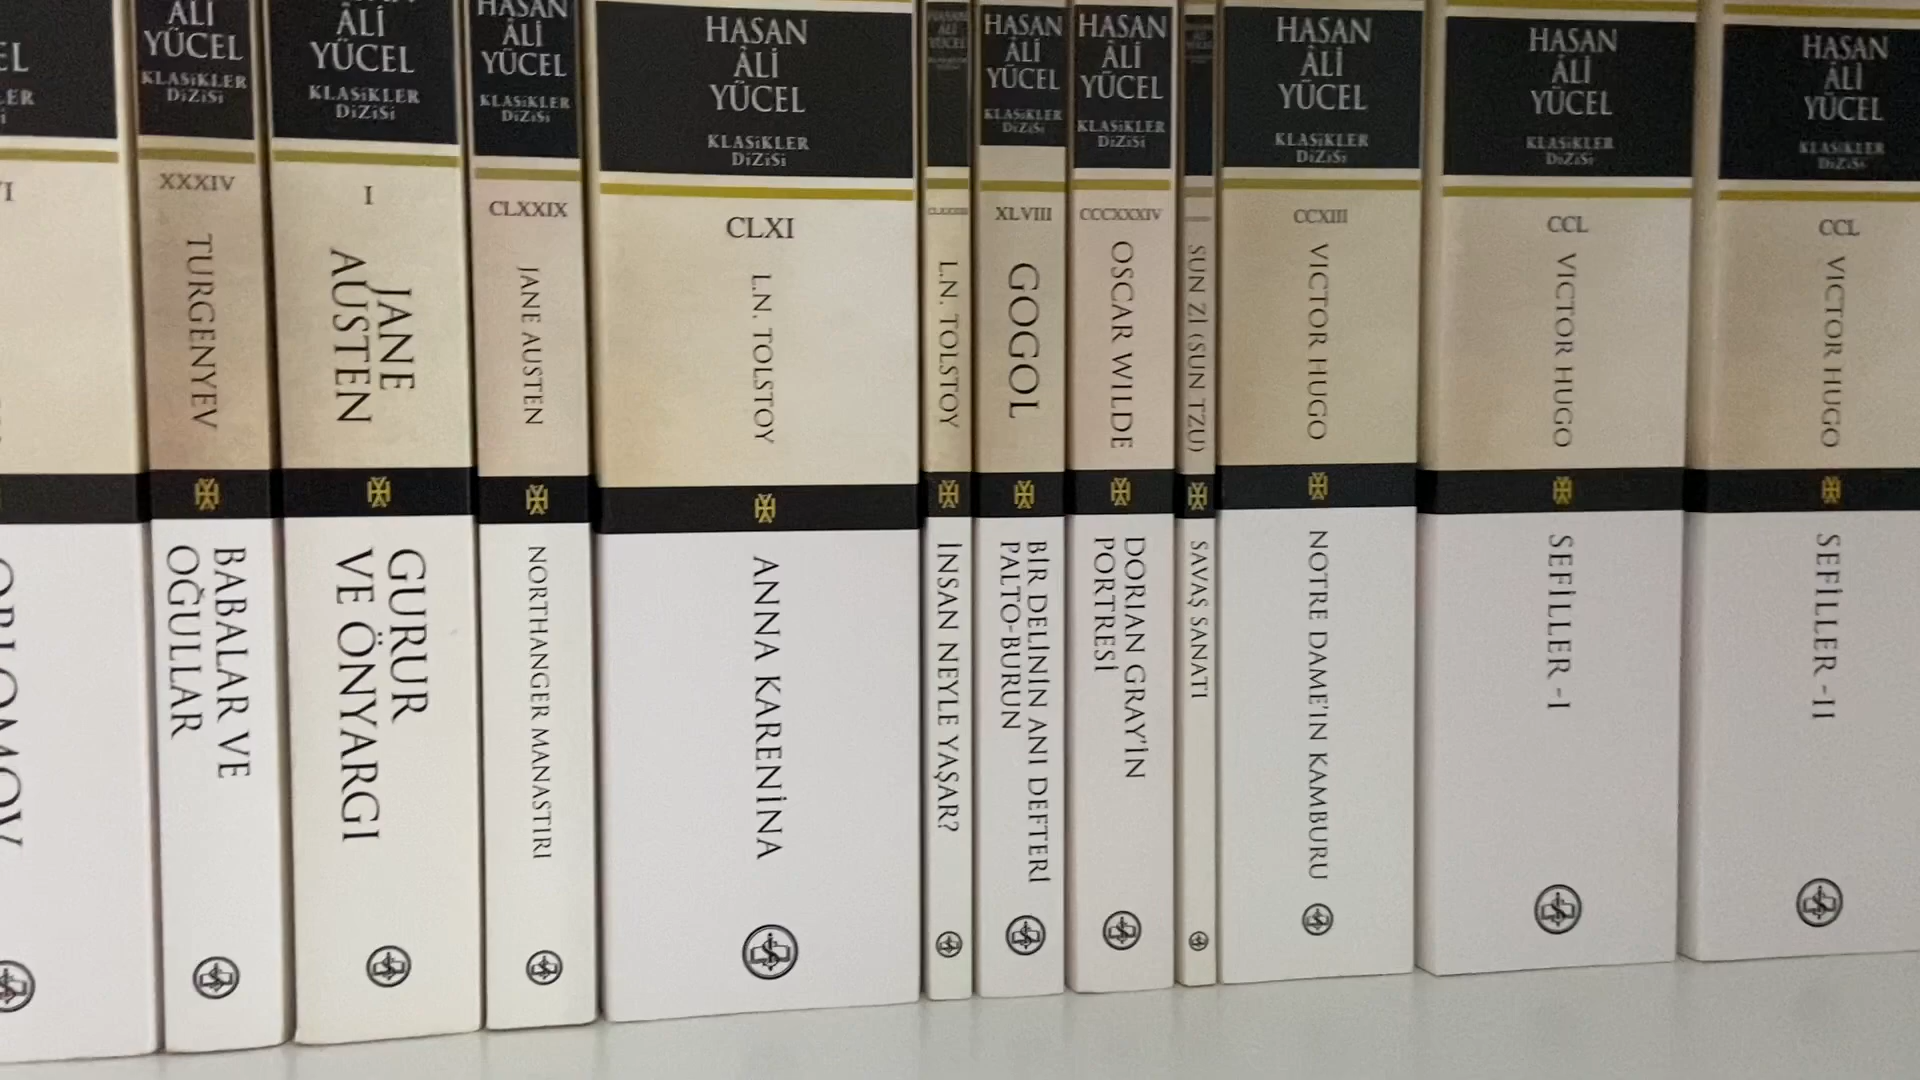 EL
ER
OBLOMOV
ÂLİ
YÜCEL
KLASİKLER
DİZİSİ
XXXIV
TURGENYEV
BABALAR VE
OĞULLAR
HASAN
ÂLİ
YÜCEL
KLASİKLER
DİZİSİ
I
JANE
AUSTEN
GURUR
VE ÖNYARGI
HASAN
ÂLİ
YÜCEL
KLASİKLER
DİZİSİ
CLXXIX
JANE AUSTEN
NORTHANGER MANASTIRI
HASAN
ÂLİ
YÜCEL
KLASİKLER
DİZİSİ
CLXI
L.N. TOLSTOY
ANNA KARENİNA
HASAN
ÂLİ
YÜCEL
L.N. TOLSTOY
İNSAN NEYLE YAŞAR?
HASAN
ÂLİ
YÜCEL
KLASİKLER
DİZİSİ
XLVIII
GOGOL
BİR DELİNİN ANI DEFTERİ
PALTO-BURUN
HASAN
ÂLİ
YÜCEL
KLASİKLER
DİZİSİ
CCCXXXIV
OSCAR WILDE
DORIAN GRAY'İN
PORTRESİ
SUN Zİ (SUN TZU)
SAVAŞ SANATI
HASAN
ÂLİ
YÜCEL
KLASİKLER
DİZİSİ
CCXIII
VICTOR HUGO
NOTRE DAME'IN KAMBURU
HASAN
ÂLİ
YÜCEL
KLASİKLER
DİZİSİ
CCL
VICTOR HUGO
SEFİLLER -I
HASAN
ÂLİ
YÜCEL
KLASİKLER
DİZİSİ
CCL
VICTOR HUGO
SEFİLLER -II